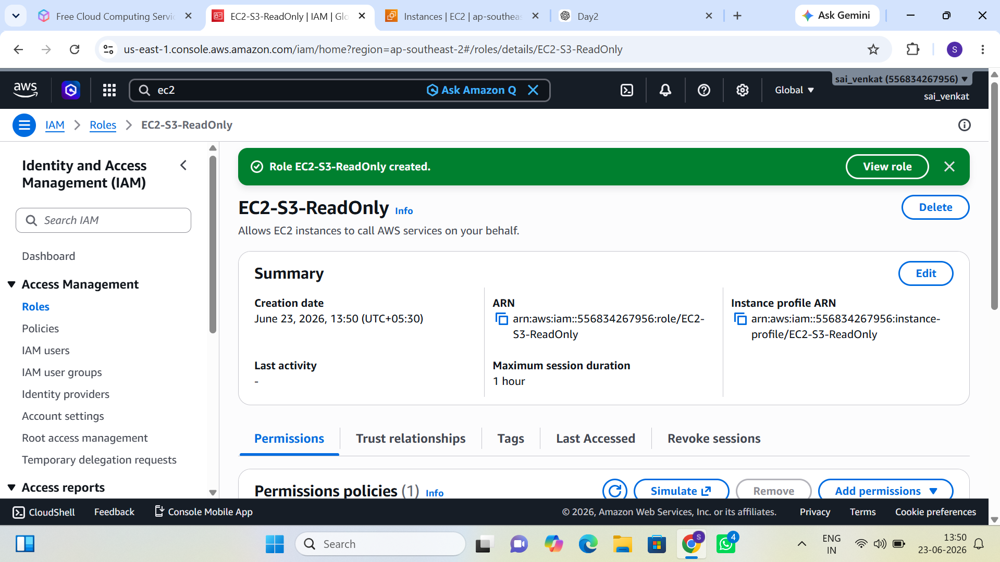 Free Cloud Computing Servi
EC2-S3-ReadOnly | IAM | Glo
Instances | EC2 | ap-southeas
Day2
Ask Gemini
us-east-1.console.aws.amazon.com/iam/home?region=ap-southeast-2#/roles/details/EC2-S3-ReadOnly
S
aws
ec2
Ask Amazon Q
Global
sai_venkat (556834267956)
sai_venkat
IAM
Roles
EC2-S3-ReadOnly
Identity and Access
Management (IAM)
Search IAM
Dashboard
Access Management
Roles
Policies
IAM users
IAM user groups
Identity providers
Account settings
Root access management
Temporary delegation requests
Access reports
Role EC2-S3-ReadOnly created.
View role
EC2-S3-ReadOnly Info
Delete
Allows EC2 instances to call AWS services on your behalf.
Summary
Edit
Creation date
June 23, 2026, 13:50 (UTC+05:30)
ARN
arn:aws:iam::556834267956:role/EC2-
S3-ReadOnly
Instance profile ARN
arn:aws:iam::556834267956:instance-
profile/EC2-S3-ReadOnly
Last activity
-
Maximum session duration
1 hour
Permissions
Trust relationships
Tags
Last Accessed
Revoke sessions
Permissions policies (1) Info
Simulate
Remove
Add permissions
CloudShell
Feedback
Console Mobile App
© 2026, Amazon Web Services, Inc. or its affiliates.
Privacy
Terms
Cookie preferences
Search
S
4
ENG
IN
13:50
23-06-2026